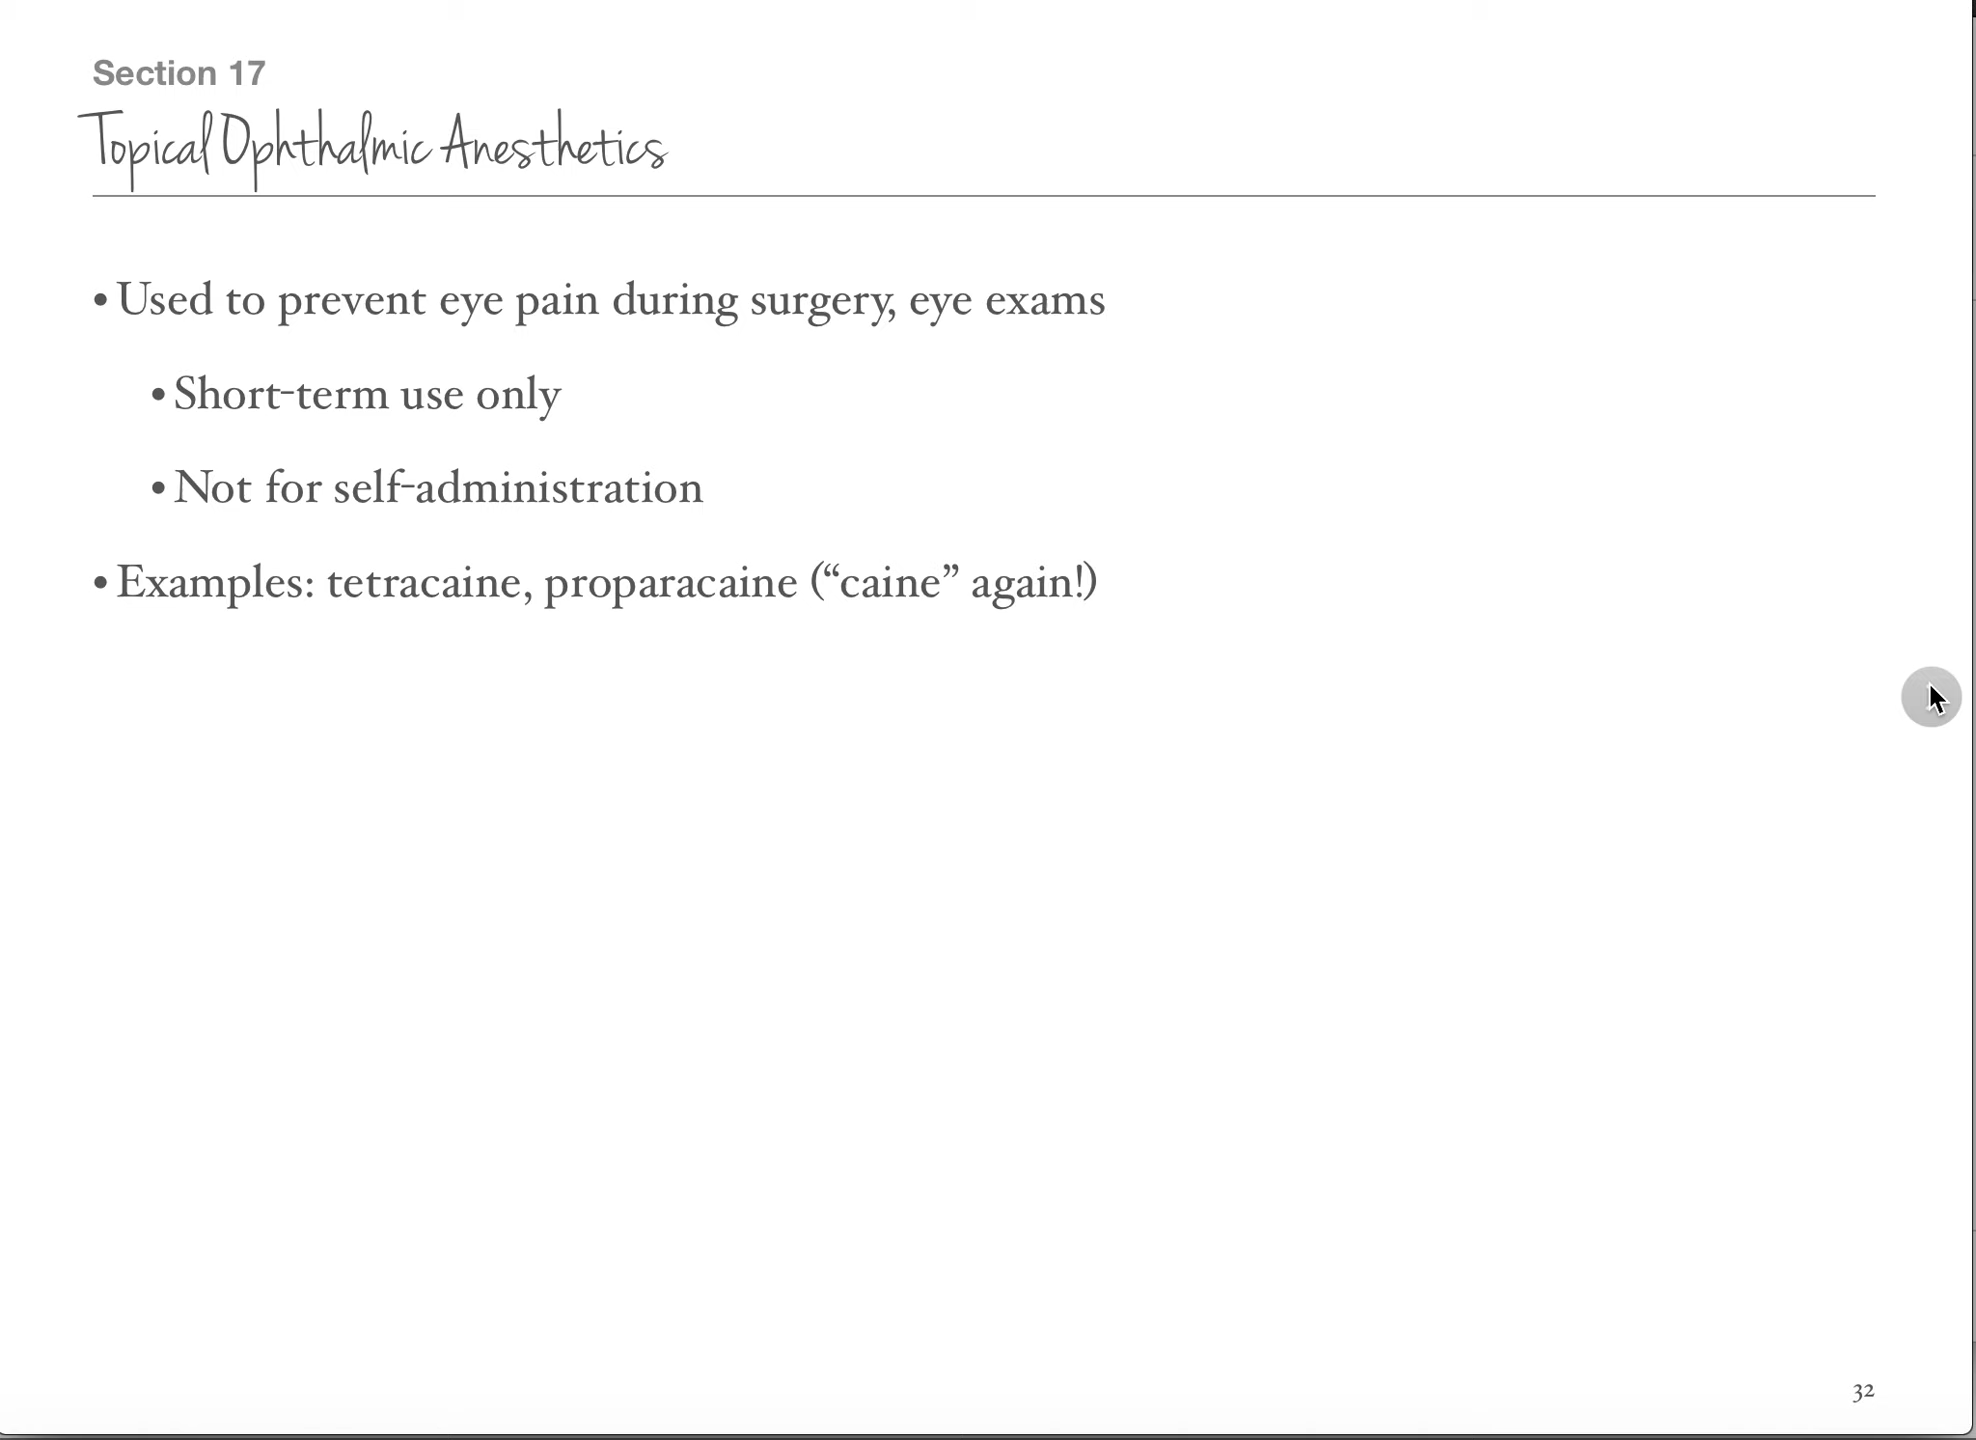 Section 17
Topical Ophthalmic Anesthetics
• Used to prevent eye pain during surgery, eye exams
• Short-term use only
• Not for self-administration
• Examples: tetracaine, proparacaine (“caine” again!)
32